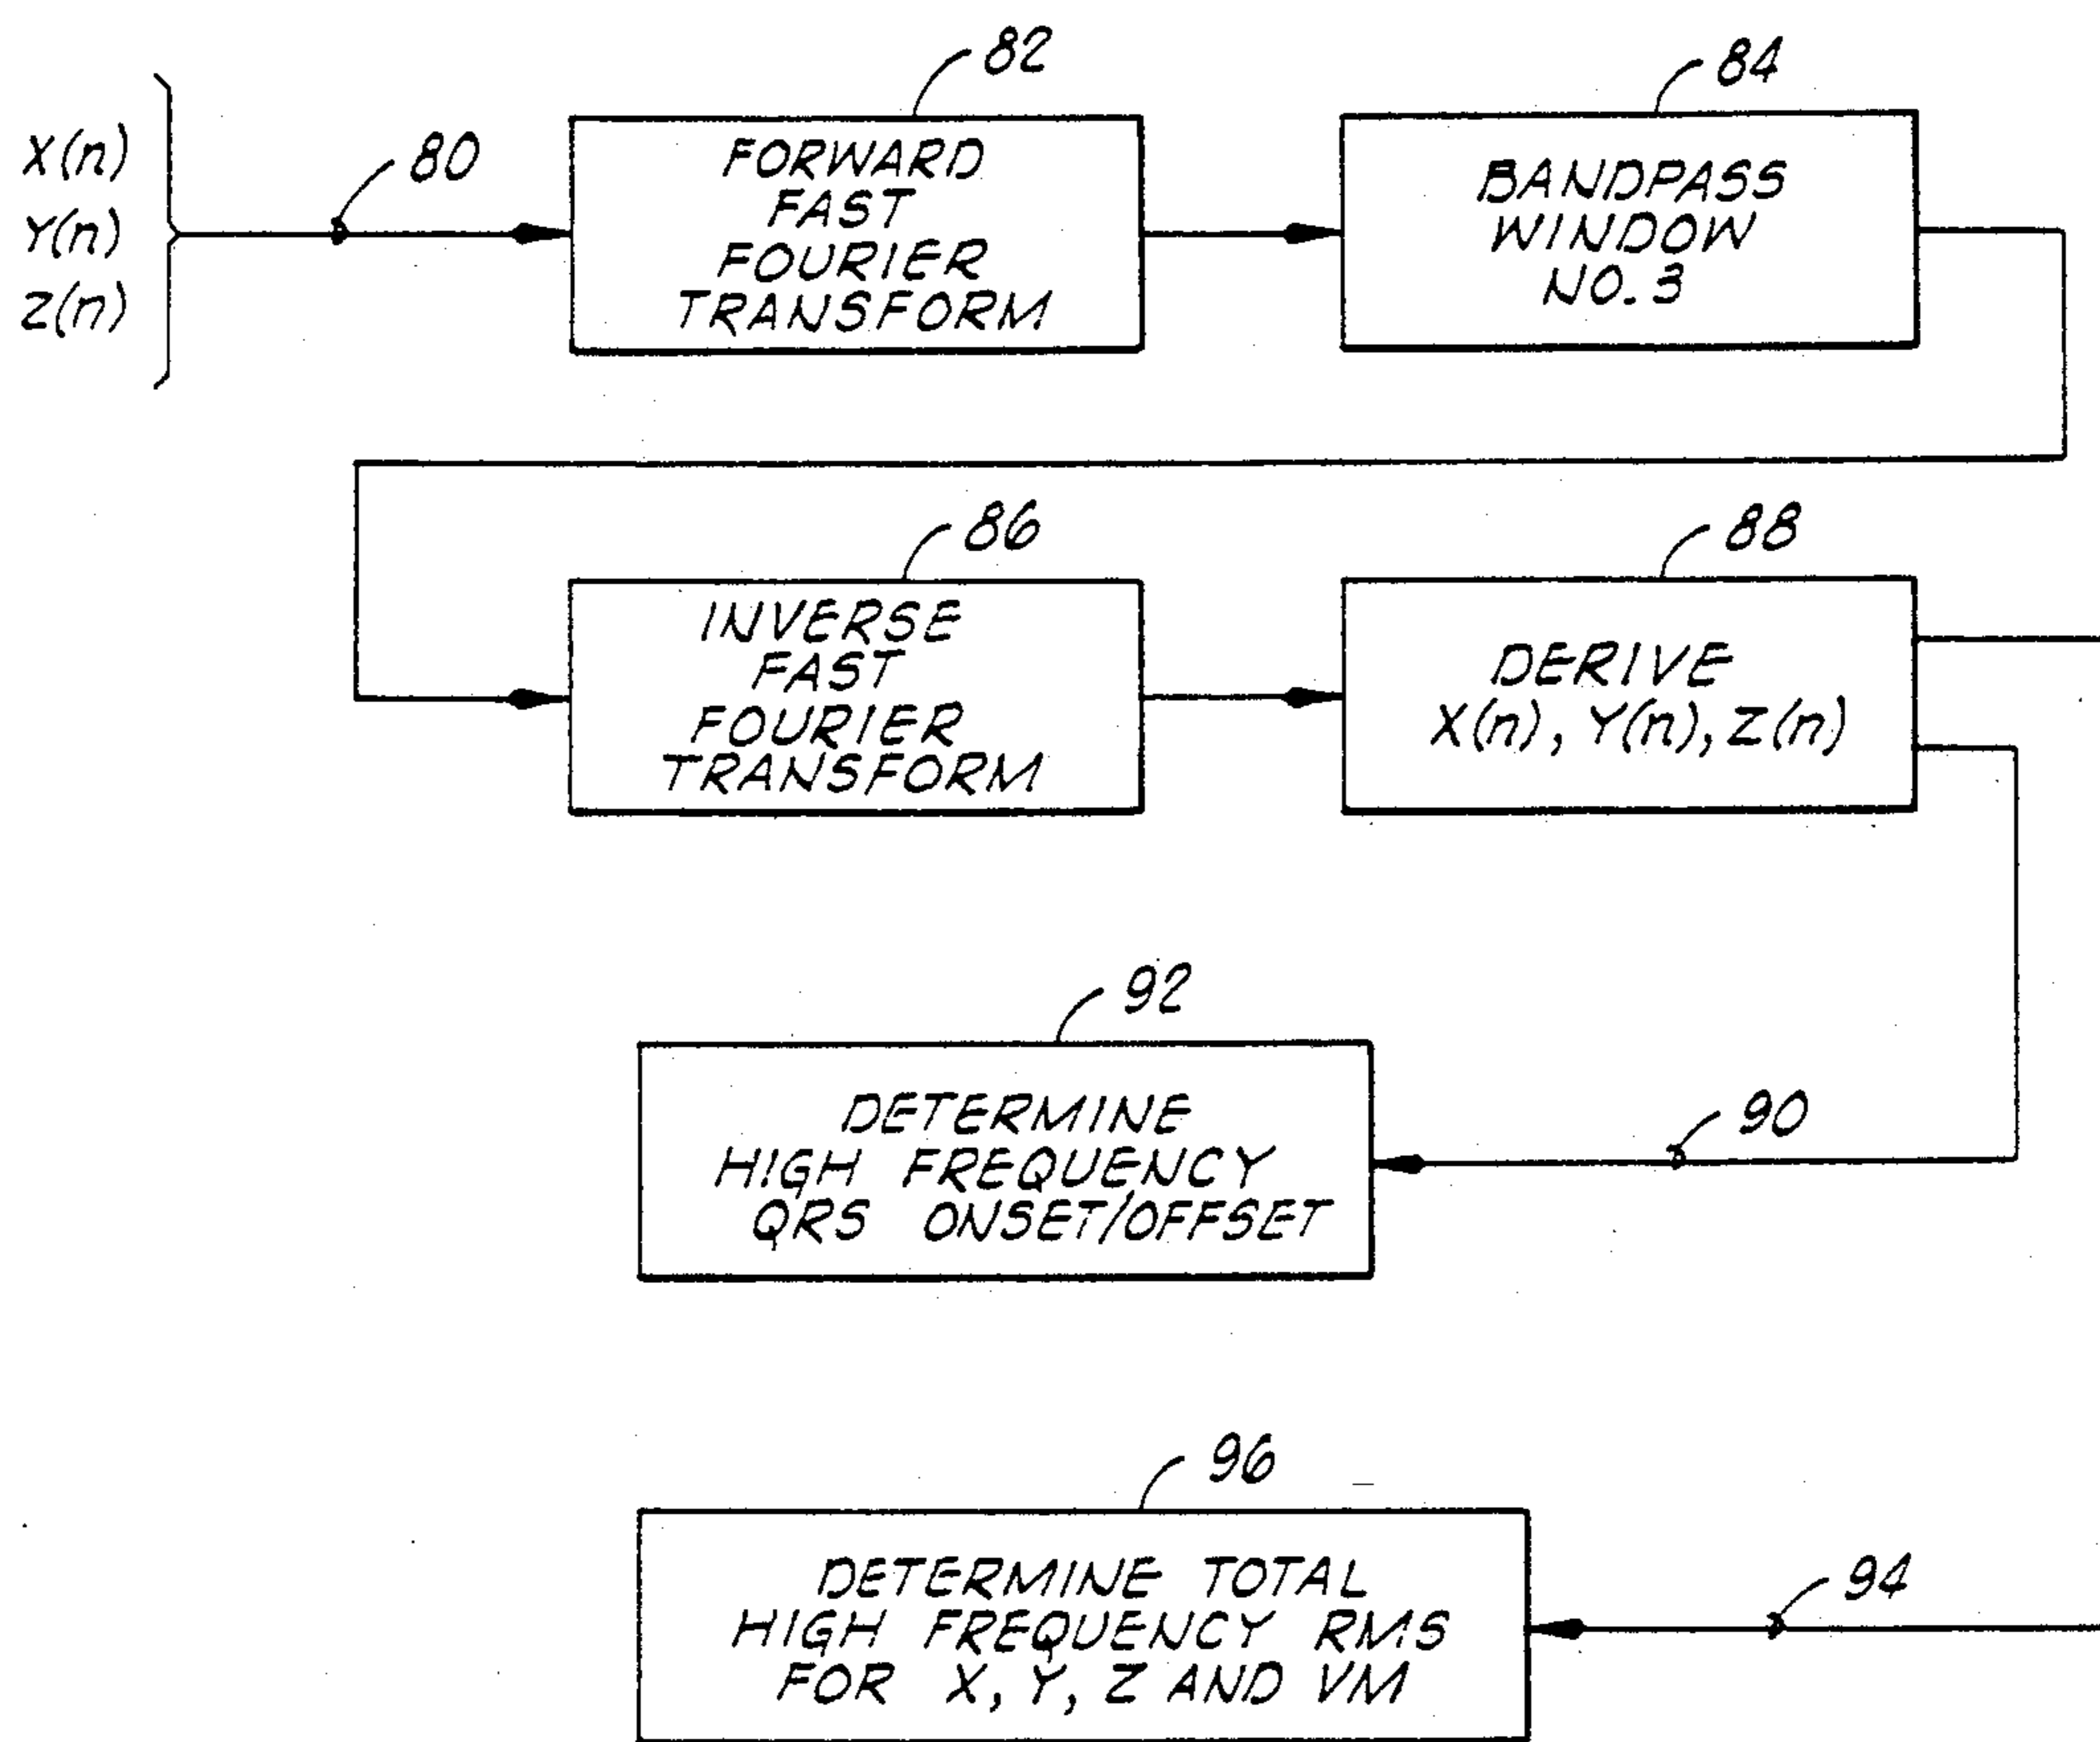 82
84
X(n)
Y(n)
Z(n)
80
FORWARD
FAST
FOURIER
TRANSFORM
BANDPASS
WINDOW
NO. 3
86
88
INVERSE
FAST
FOURIER
TRANSFORM
DERIVE
X(n), Y(n), Z(n)
92
DETERMINE
HIGH FREQUENCY
QRS ONSET/OFFSET
90
96
DETERMINE TOTAL
HIGH FREQUENCY RMS
FOR X, Y, Z AND VM
94